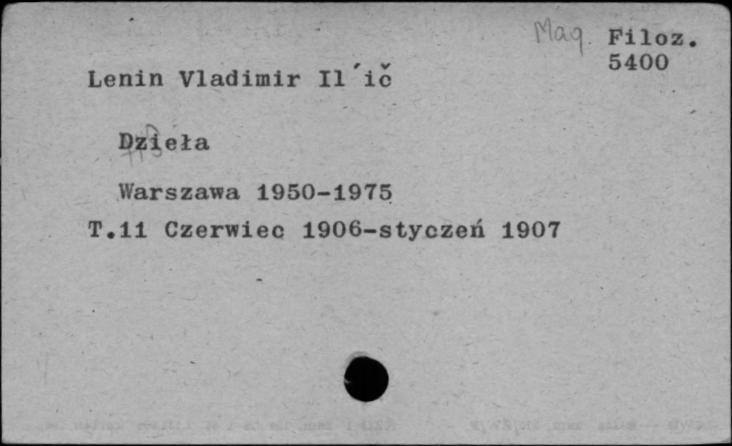 Mag. Filoz.
5400
Lenin Vladimir Il´ič
Dzieła
Warszawa 1950-1975
T.11 Czerwiec 1906-styczeń 1907